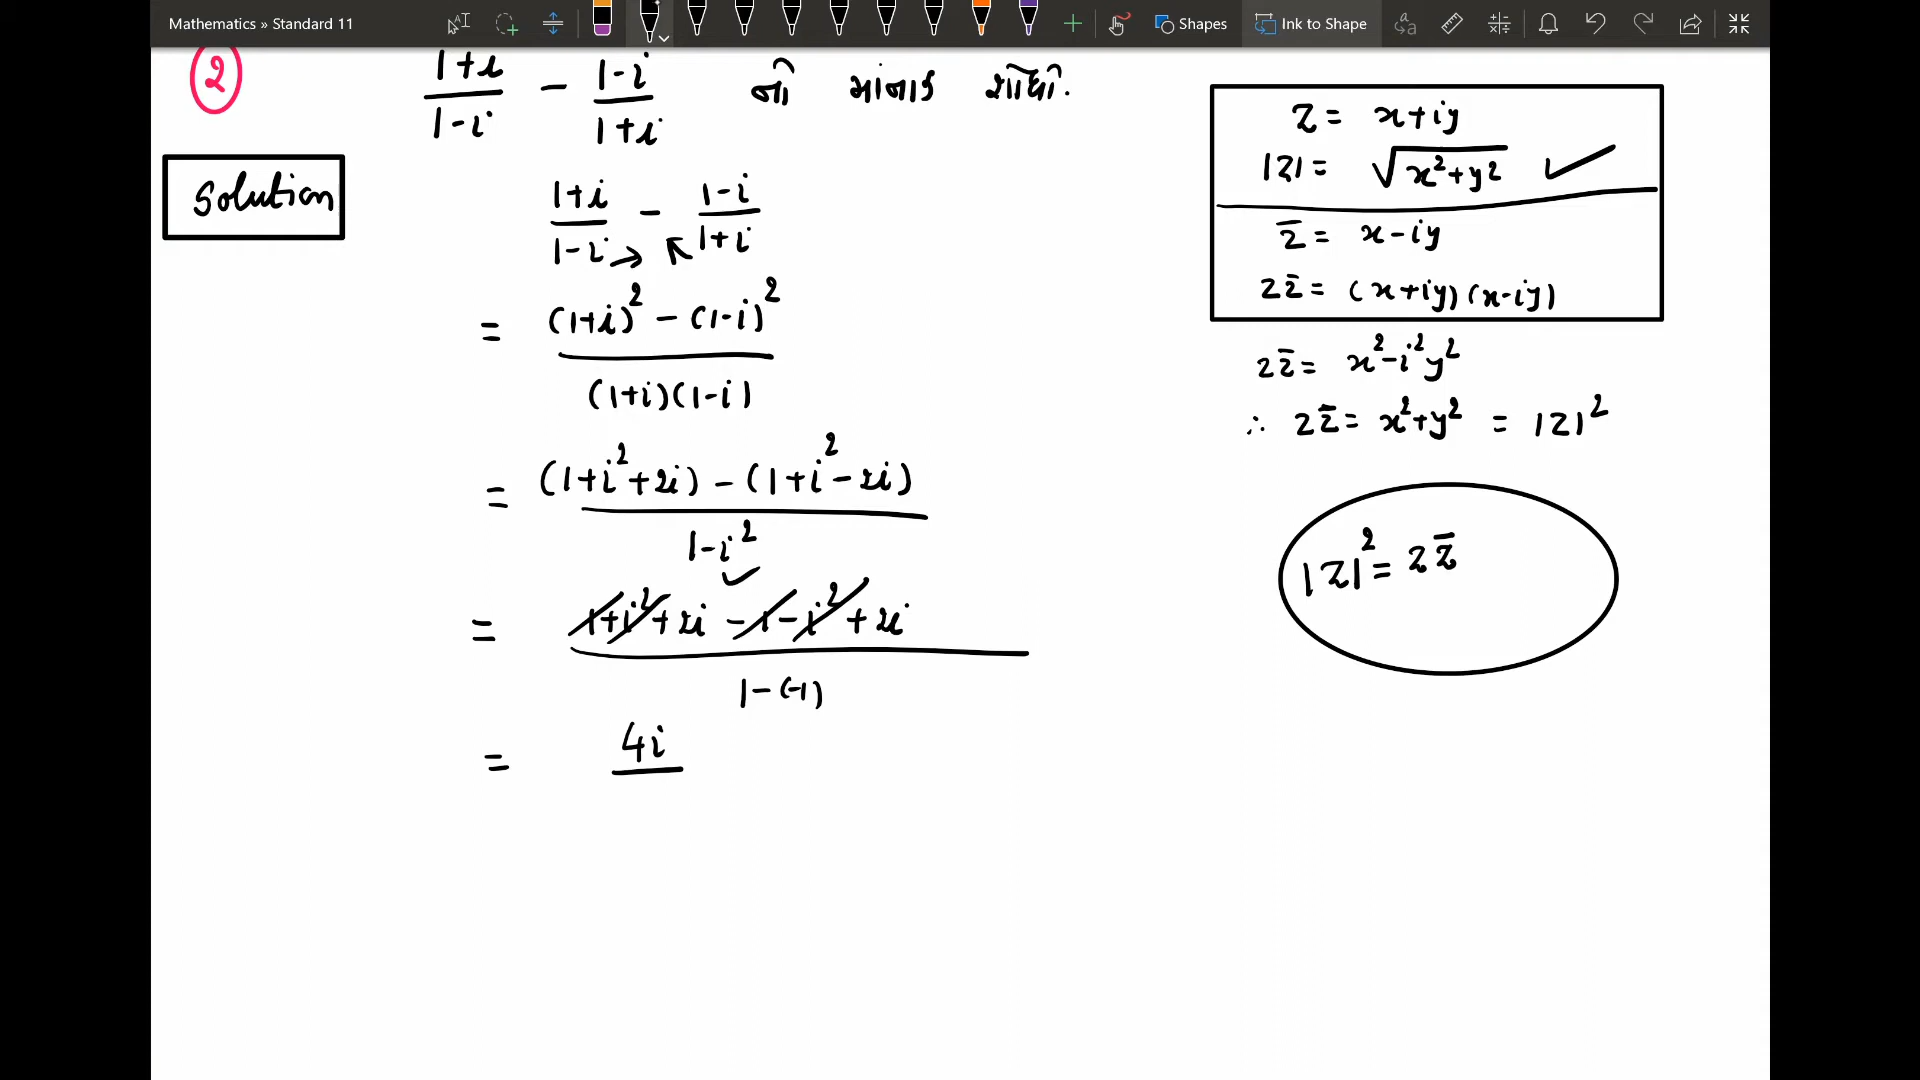 Mathematics » Standard 11
Shapes
Ink to Shape
2
(1+i)/(1-i) - (1-i)/(1+i) નો માનાંક શોધો.
Solution
(1+i)/(1-i) - (1-i)/(1+i)
= ((1+i)² - (1-i)²)/((1+i)(1-i))
= ((1+i²+2i) - (1+i²-2i))/(1-i²)
= (1+i²+2i-1-i²+2i)/(1-(-1))
= 4i
z = x+iy
|z| = √(x²+y²)
z̄ = x-iy
zz̄ = (x+iy)(x-iy)
zz̄ = x²-i²y²
∴ zz̄ = x²+y² = |z|²
|z|² = zz̄